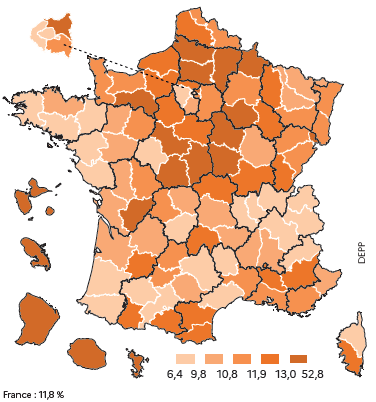 DEPP
6,4 9,8 10,8 11,9 13,0 52,8
France : 11,8 %